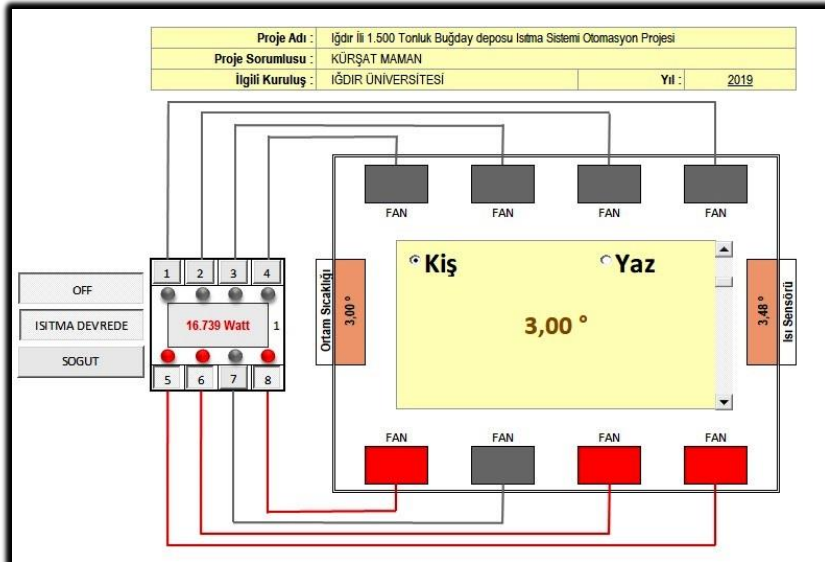 Proje Adı : Iğdır İli 1.500 Tonluk Buğday deposu Isıtma Sistemi Otomasyon Projesi
Proje Sorumlusu : KÜRŞAT MAMAN
İlgili Kuruluş : IĞDIR ÜNİVERSİTESİ Yıl : 2019
FAN FAN FAN FAN
1 2 3 4
Kiş Yaz
OFF
ISITMA DEVREDE
SOGUT
16.739 Watt 1
Ortam Sıcaklığı
3,00 °
3,00 °
3,48 °
Isı Sensörü
5 6 7 8
FAN FAN FAN FAN